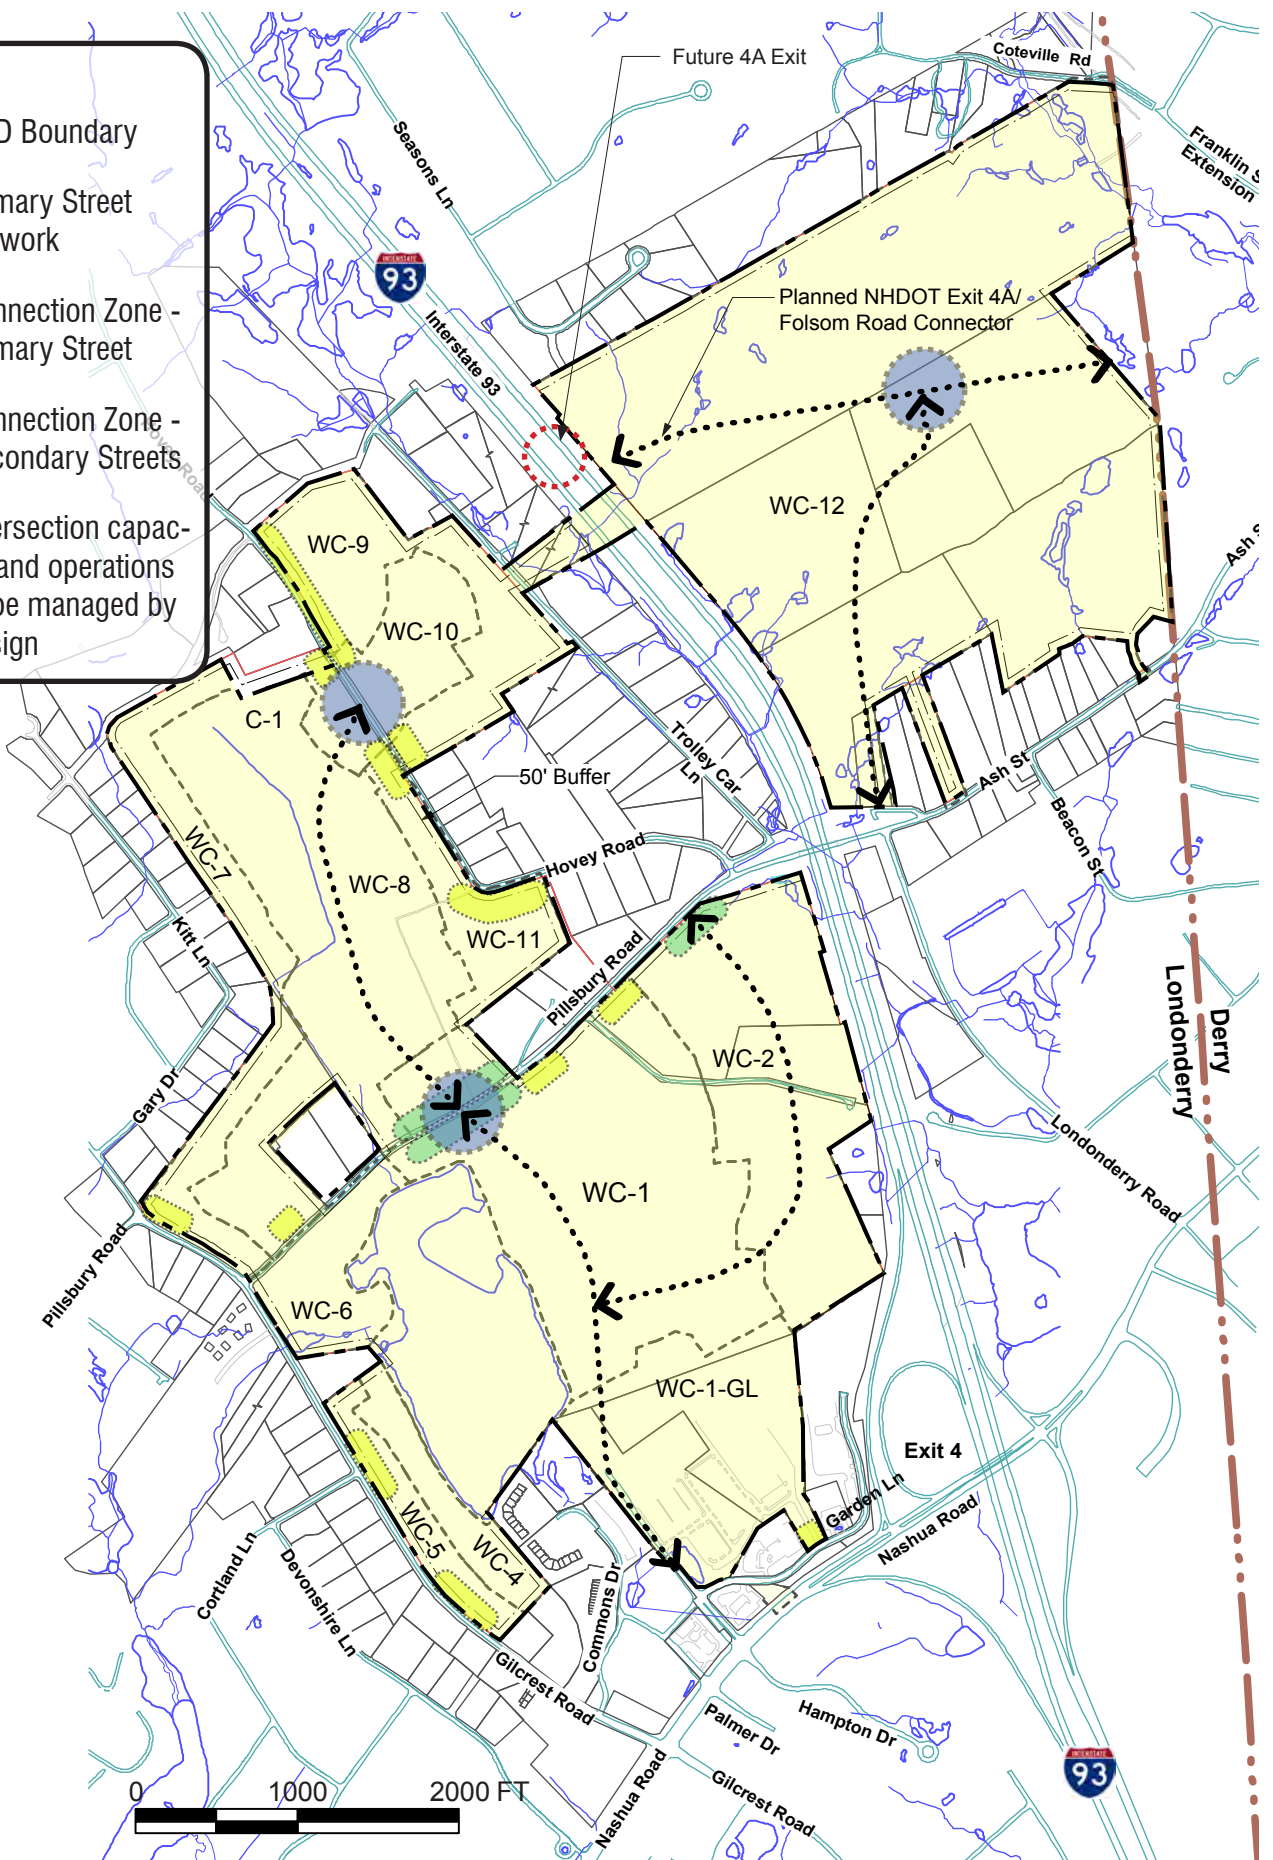 D Boundary
mary Street
work
nnection Zone -
mary Street
nnection Zone -
condary Streets
ersection capac-
and operations
be managed by
sign
Future 4A Exit
Coteville Rd
Franklin S
Extension
Seasons Ln
INTERSTATE
93
Interstate 93
Planned NHDOT Exit 4A/
Folsom Road Connector
WC-12
WC-9
WC-10
C-1
Trolley Car
Ln
50' Buffer
Ash St
Ash S
Beacon St
Hovey Road
WC-7
WC-8
WC-11
Kitt Ln
Pillsbury Road
WC-2
Derry
Londonderry
Gary Dr
Londonderry Road
WC-1
Pillsbury Road
WC-6
WC-1-GL
Exit 4
Garden Ln
Nashua Road
WC-5
WC-4
Cortland Ln
Devonshire Ln
Commons Dr
Gilcrest Road
Palmer Dr
Hampton Dr
Nashua Road
Gilcrest Road
INTERSTATE
93
0 1000 2000 FT